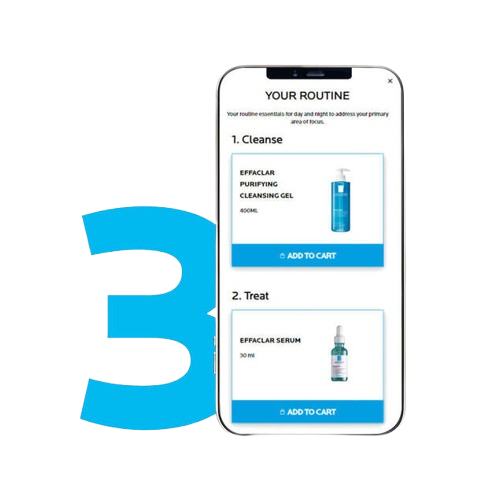 3
×
YOUR ROUTINE
Your routine essentials for day and night to address your primary
area of focus.
1. Cleanse
EFFACLAR
PURIFYING
CLEANSING GEL
400ML
ADD TO CART
2. Treat
EFFACLAR SERUM
30 ml
ADD TO CART